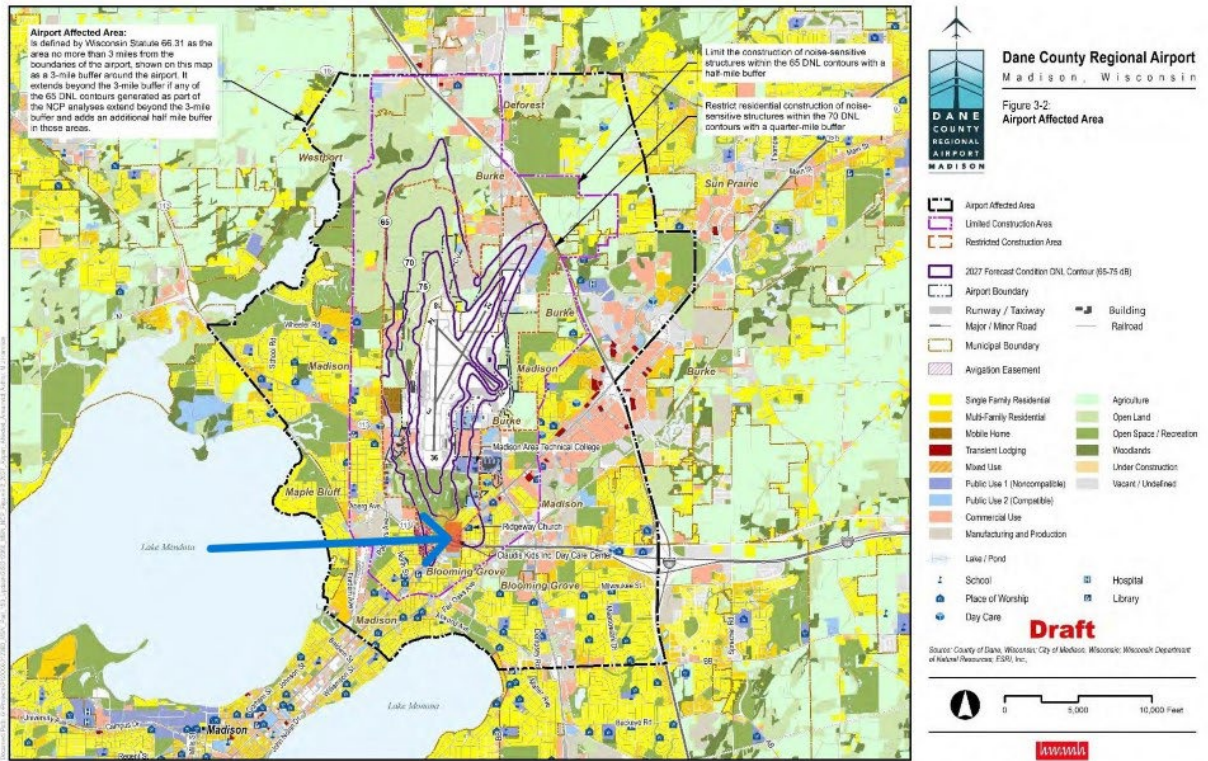 Airport Affected Area:
Is defined by Wisconsin Statute 66.31 as the
area no more than 3 miles from the
boundaries of the airport, shown on this map
as a 3-mile buffer around the airport. It
extends beyond the 3-mile buffer if any of
the 65 DNL contours generated as part of
the NCP analyses extend beyond the 3-mile
buffer and adds an additional half mile buffer
in those areas.
Limit the construction of noise-sensitive
structures within the 65 DNL contours with a
half-mile buffer
Restrict residential construction of noise-
sensitive structures within the 70 DNL
contours with a quarter-mile buffer
Deforest
Westport
Burke
Sun Prairie
65
70
75
Wheeler Rd
School Rd
Burke
Madison
Madison
Burke
Burke
Madison Area Technical College
36
Maple Bluff
Aberg Ave
Madison
Ridgeway Church
Lake Mendota
Claudis Kids Inc. Day Care Center
Blooming Grove
Blooming Grove
Milwaukee St
Madison
Lake Monona
Buckeye Rd
Madison
Dane County Regional Airport
Madison, Wisconsin
Figure 3-2:
Airport Affected Area
DANE
COUNTY
REGIONAL
AIRPORT
MADISON
Airport Affected Area
Limited Construction Area
Restricted Construction Area
2027 Forecast Condition DNL Contour (65-75 dB)
Airport Boundary
Runway / Taxiway
Building
Major / Minor Road
Railroad
Municipal Boundary
Avigation Easement
Single Family Residential
Agriculture
Multi-Family Residential
Open Land
Mobile Home
Open Space / Recreation
Transient Lodging
Woodlands
Mixed Use
Under Construction
Public Use 1 (Noncompatible)
Vacant / Undefined
Public Use 2 (Compatible)
Commercial Use
Manufacturing and Production
Lake / Pond
School
Hospital
Place of Worship
Library
Day Care
Draft
Source: County of Dane, Wisconsin; City of Madison, Wisconsin; Wisconsin Department
of Natural Resources; ESRI, Inc.,
0 5,000 10,000 Feet
hmmh